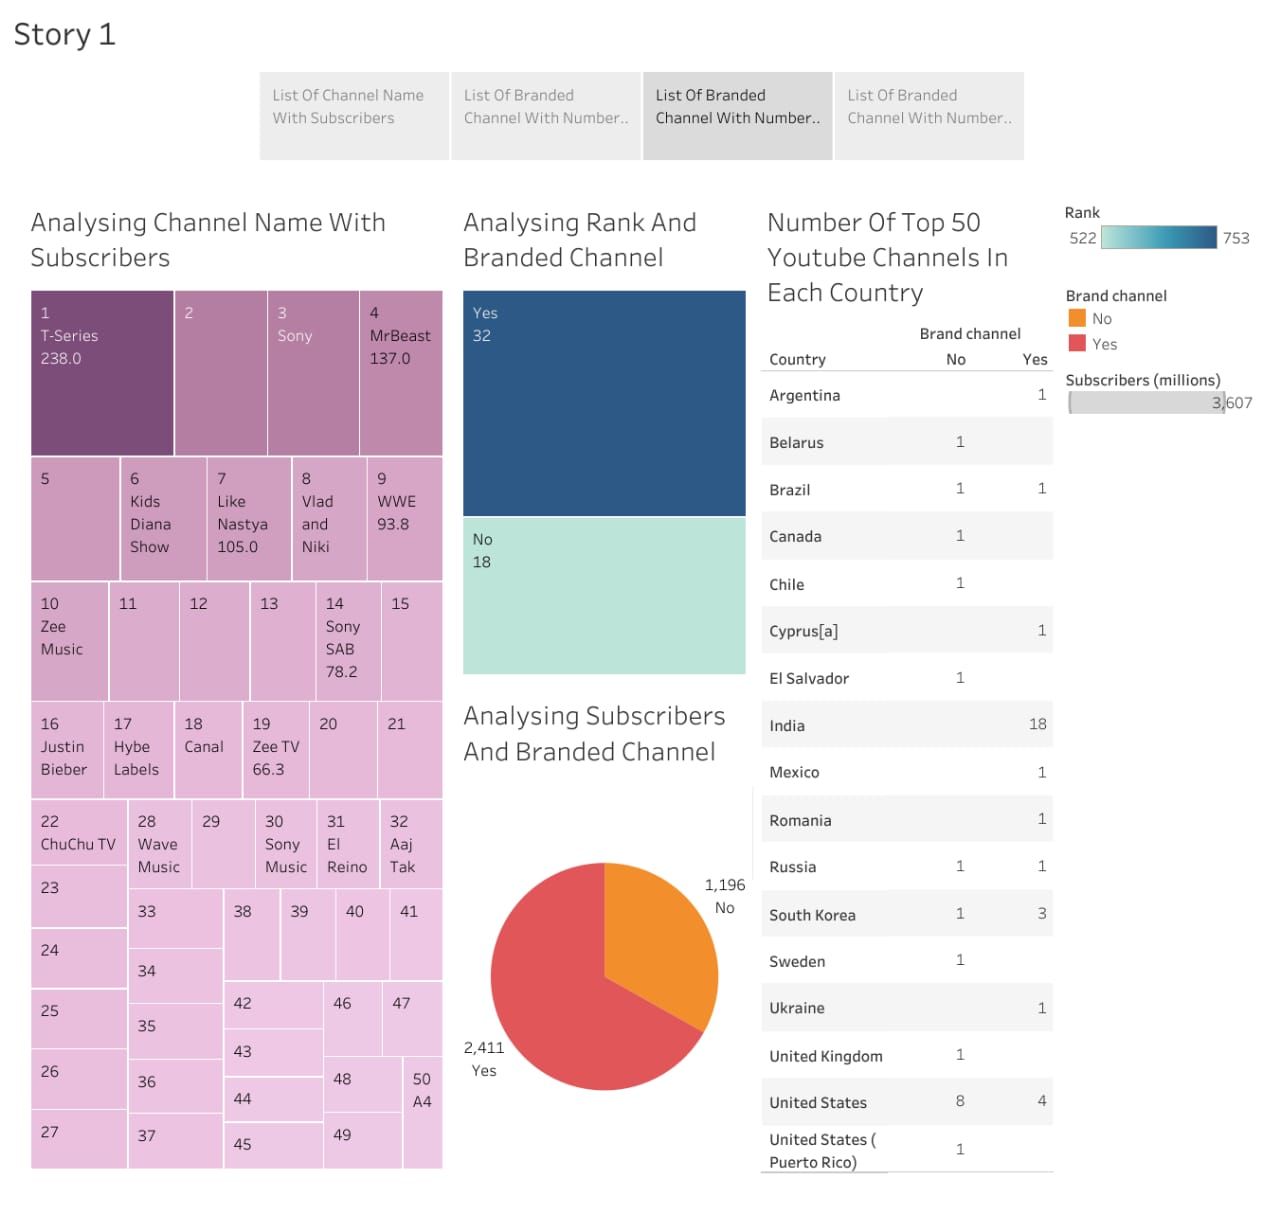 Story 1
List Of Channel Name
With Subscribers
List Of Branded
Channel With Number..
List Of Branded
Channel With Number..
List Of Branded
Channel With Number..
Analysing Channel Name With
Subscribers
1
T-Series
238.0
2
3
Sony
4
MrBeast
137.0
5
6
Kids
Diana
Show
7
Like
Nastya
105.0
8
Vlad
and
Niki
9
WWE
93.8
10
Zee
Music
11
12
13
14
Sony
SAB
78.2
15
16
Justin
Bieber
17
Hybe
Labels
18
Canal
19
Zee TV
66.3
20
21
22
ChuChu TV
23
24
25
26
27
28
Wave
Music
29
30
Sony
Music
31
El
Reino
32
Aaj
Tak
33
34
35
36
37
38
39
40
41
42
43
44
45
46
47
48
49
50
A4
Analysing Rank And
Branded Channel
Yes
32
No
18
Analysing Subscribers
And Branded Channel
1,196
No
2,411
Yes
Number Of Top 50
Youtube Channels In
Each Country
Brand channel
Country No Yes
Argentina 1
Belarus 1
Brazil 1 1
Canada 1
Chile 1
Cyprus[a] 1
El Salvador 1
India 18
Mexico 1
Romania 1
Russia 1 1
South Korea 1 3
Sweden 1
Ukraine 1
United Kingdom 1
United States 8 4
United States (
Puerto Rico) 1
Rank
522 753
Brand channel
No
Yes
Subscribers (millions)
3,607